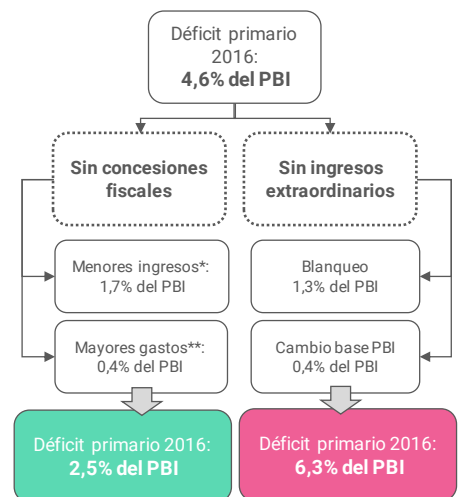 Déficit primario
2016:
4,6% del PBI
Sin concesiones
fiscales
Sin ingresos
extraordinarios
Menores ingresos*:
1,7% del PBI
Blanqueo
1,3% del PBI
Mayores gastos**:
0,4% del PBI
Cambio base PBI
0,4% del PBI
Déficit primario 2016:
2,5% del PBI
Déficit primario 2016:
6,3% del PBI